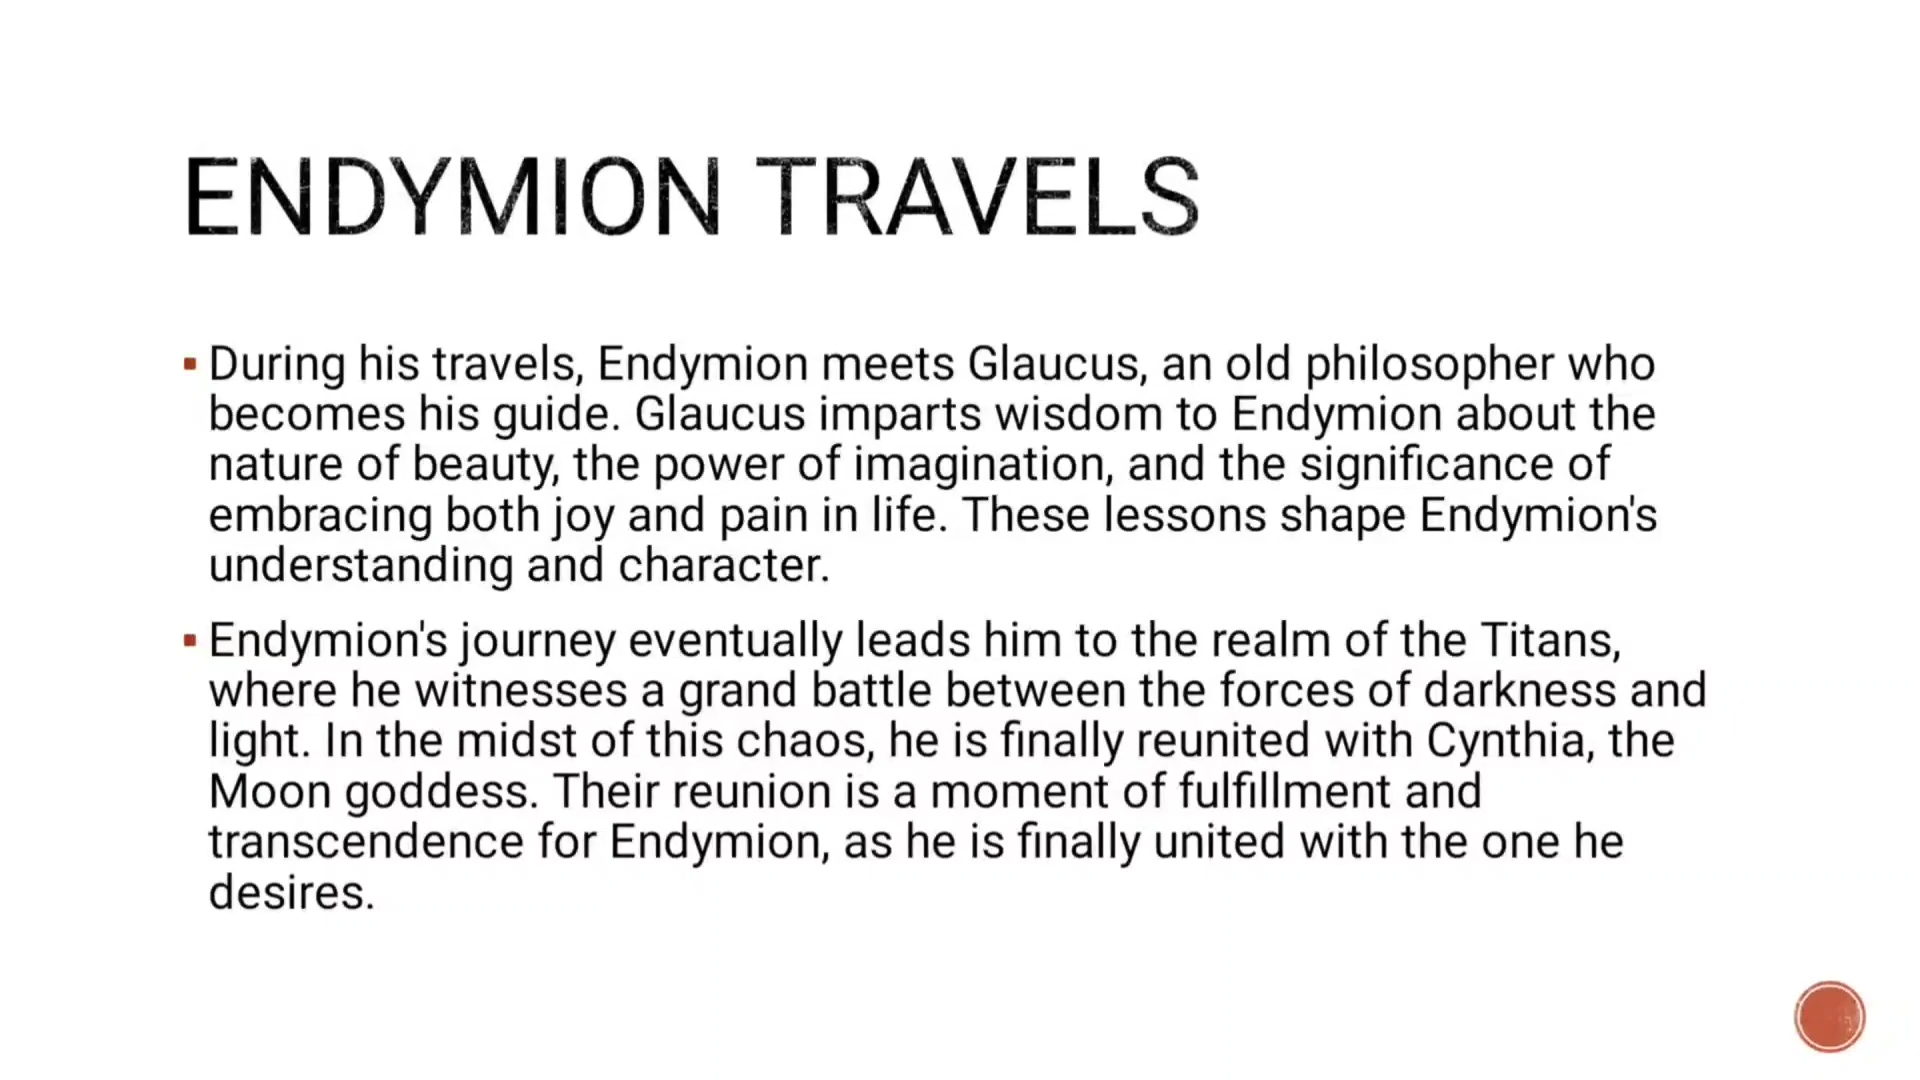 ENDYMION TRAVELS
During his travels, Endymion meets Glaucus, an old philosopher who
becomes his guide. Glaucus imparts wisdom to Endymion about the
nature of beauty, the power of imagination, and the significance of
embracing both joy and pain in life. These lessons shape Endymion's
understanding and character.
Endymion's journey eventually leads him to the realm of the Titans,
where he witnesses a grand battle between the forces of darkness and
light. In the midst of this chaos, he is finally reunited with Cynthia, the
Moon goddess. Their reunion is a moment of fulfillment and
transcendence for Endymion, as he is finally united with the one he
desires.